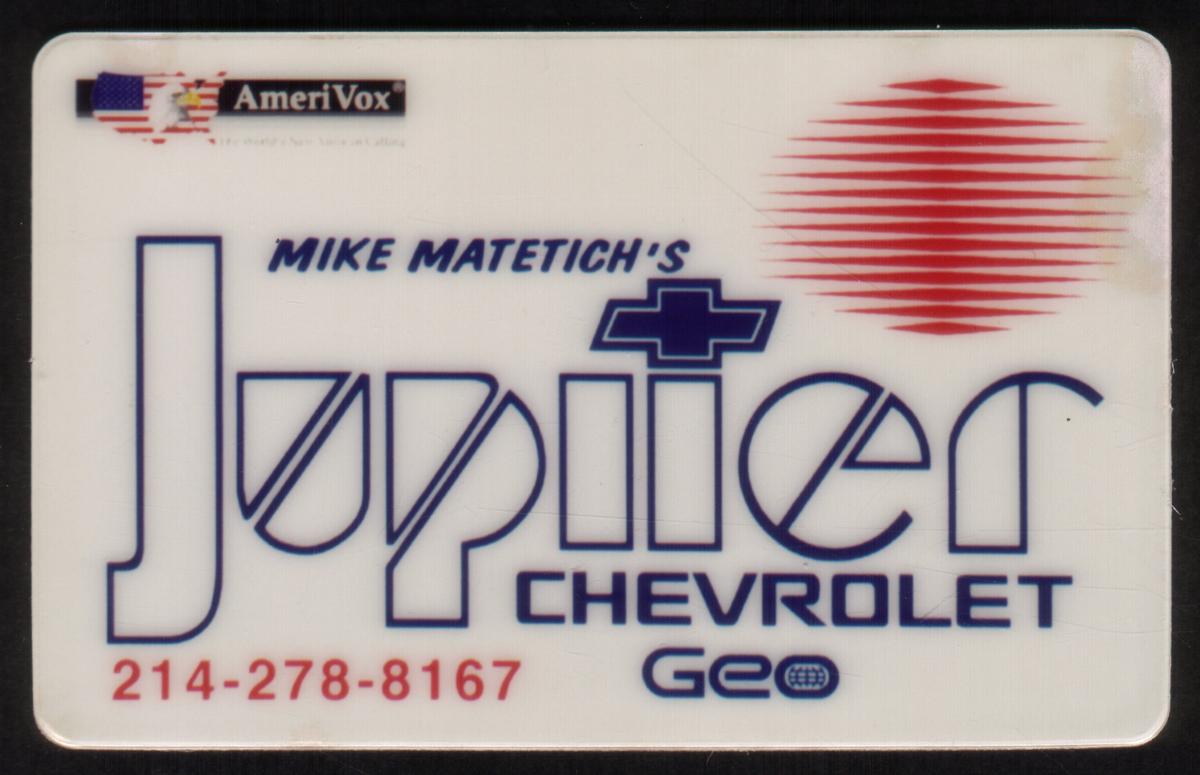 AmeriVox®
MIKE MATETICH'S
Jupiter
CHEVROLET
Geo
214-278-8167